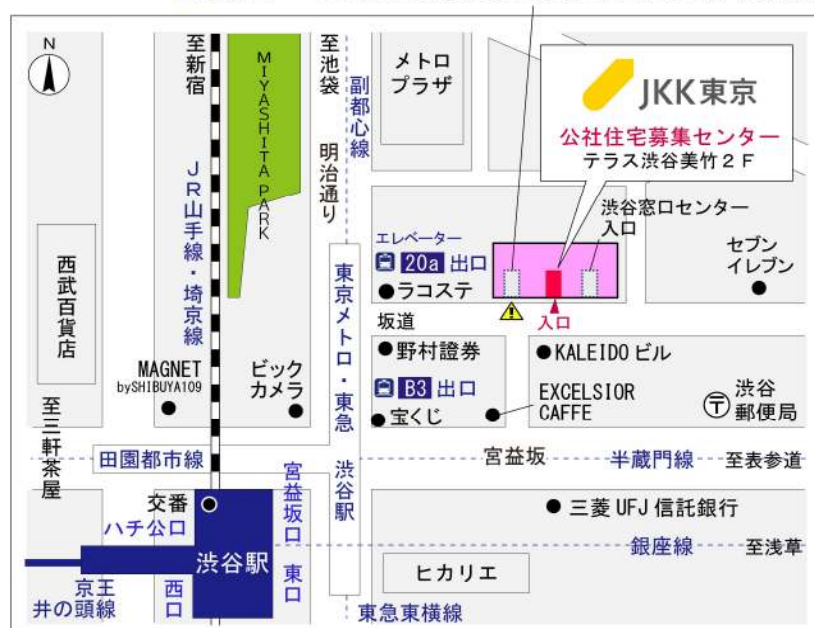 N
至新宿
MIYASHITA PARK
至池袋
副都心線
明治通り
メトロ
プラザ
JKK東京
公社住宅募集センター
テラス渋谷美竹2F
JR山手線・埼京線
渋谷窓口センター
入口
エレベーター
20a 出口
ラコステ
セブン
イレブン
西武百貨店
東京メトロ・東急 渋谷駅
坂道
入口
野村證券
KALEIDO ビル
MAGNET
bySHIBUYA109
ビック
カメラ
B3 出口
EXCELSIOR
CAFFE
渋谷
郵便局
宝くじ
至三軒茶屋
田園都市線
宮益坂
半蔵門線
至表参道
宮益坂口
交番
ハチ公口
三菱 UFJ 信託銀行
渋谷駅
銀座線
至浅草
東口
西口
ヒカリエ
京王
井の頭線
東急東横線